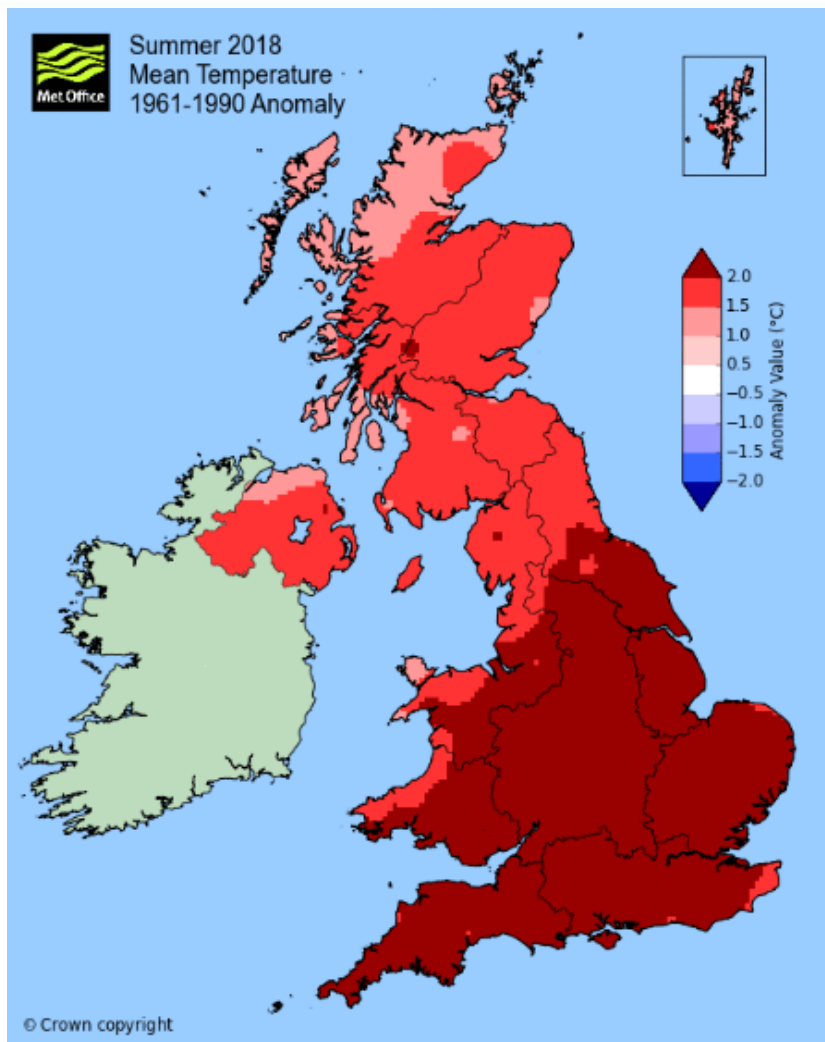 Met Office
Summer 2018
Mean Temperature
1961-1990 Anomaly
2.0
1.5
1.0
0.5
−0.5
−1.0
−1.5
−2.0
Anomaly Value (°C)
© Crown copyright